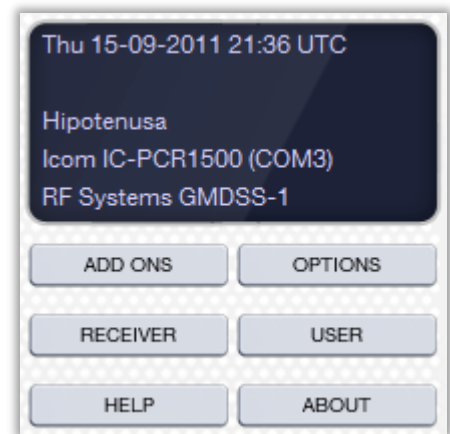 Thu 15-09-2011 21:36 UTC
Hipotenusa
Icom IC-PCR1500 (COM3)
RF Systems GMDSS-1
ADD ONS OPTIONS
RECEIVER USER
HELP ABOUT